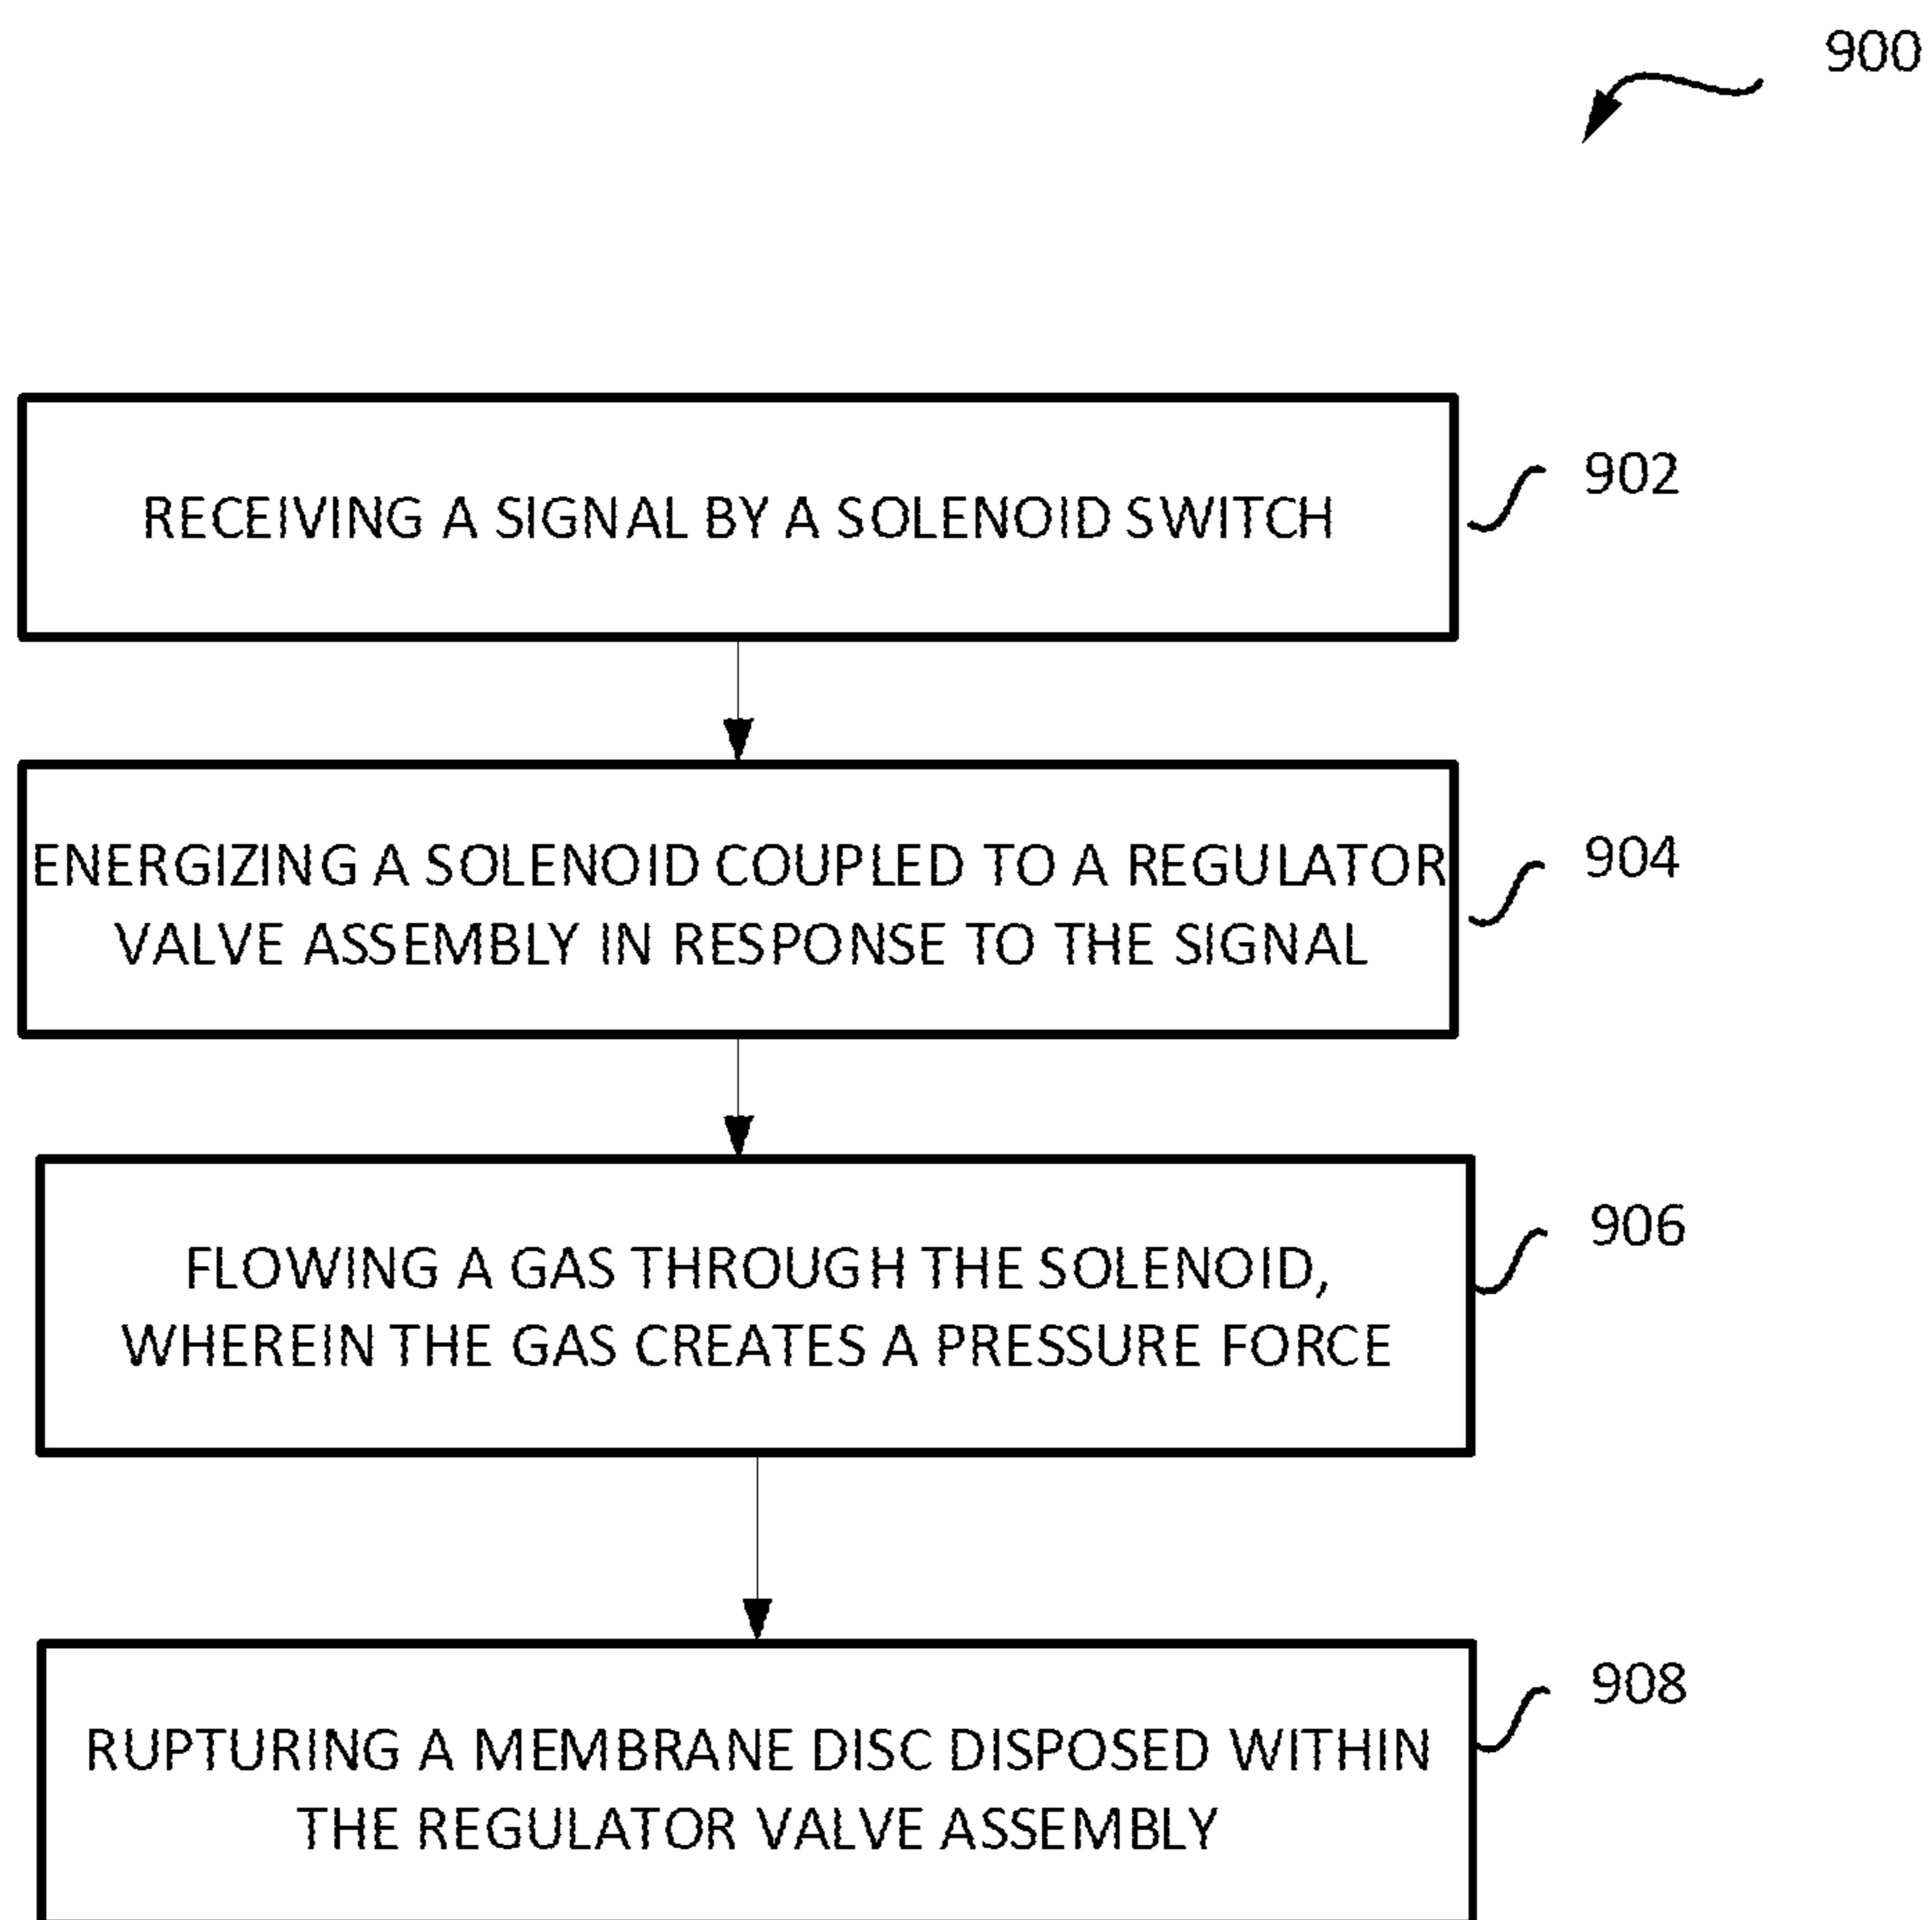 900
RECEIVING A SIGNAL BY A SOLENOID SWITCH
902
ENERGIZING A SOLENOID COUPLED TO A REGULATOR
VALVE ASSEMBLY IN RESPONSE TO THE SIGNAL
904
FLOWING A GAS THROUGH THE SOLENOID,
WHEREIN THE GAS CREATES A PRESSURE FORCE
906
RUPTURING A MEMBRANE DISC DISPOSED WITHIN
THE REGULATOR VALVE ASSEMBLY
908